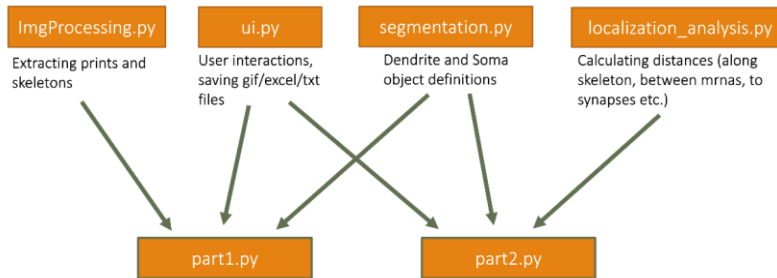 ImgProcessing.py
ui.py
segmentation.py
localization_analysis.py
Extracting prints and
skeletons
User interactions,
saving gif/excel/txt
files
Dendrite and Soma
object definitions
Calculating distances (along
skeleton, between mrnas, to
synapses etc.)
part1.py
part2.py